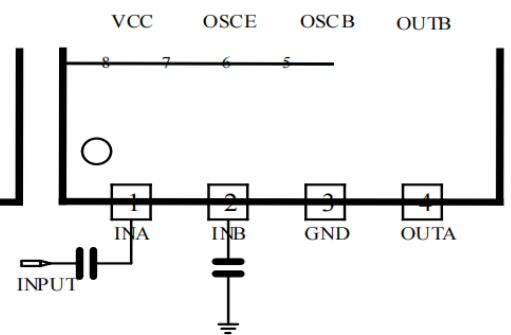 VCC OSCE OSCB OUTB
8 7 6 5
1 2 3 4
INA INB GND OUTA
INPUT